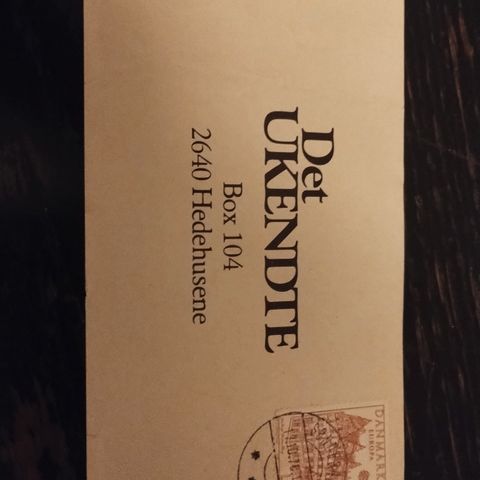 Det
UKENDTE
Box 104
2640 Hedehusene
DANMARK
EUROPA